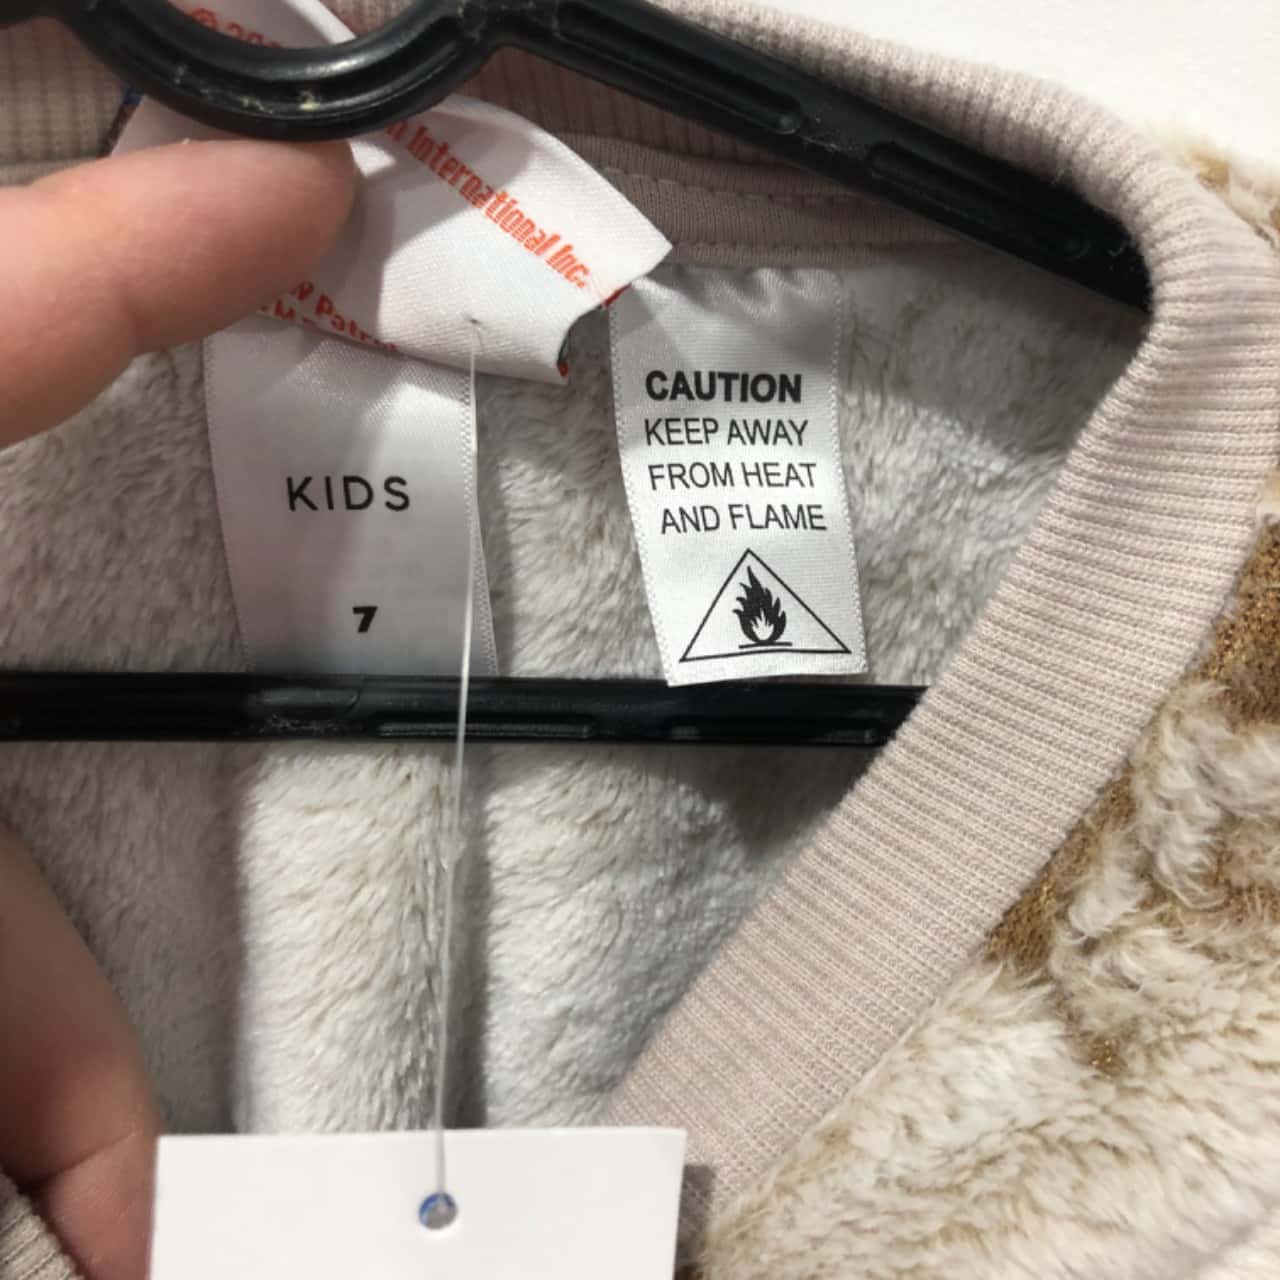 International Inc.
KIDS
7
CAUTION
KEEP AWAY
FROM HEAT
AND FLAME